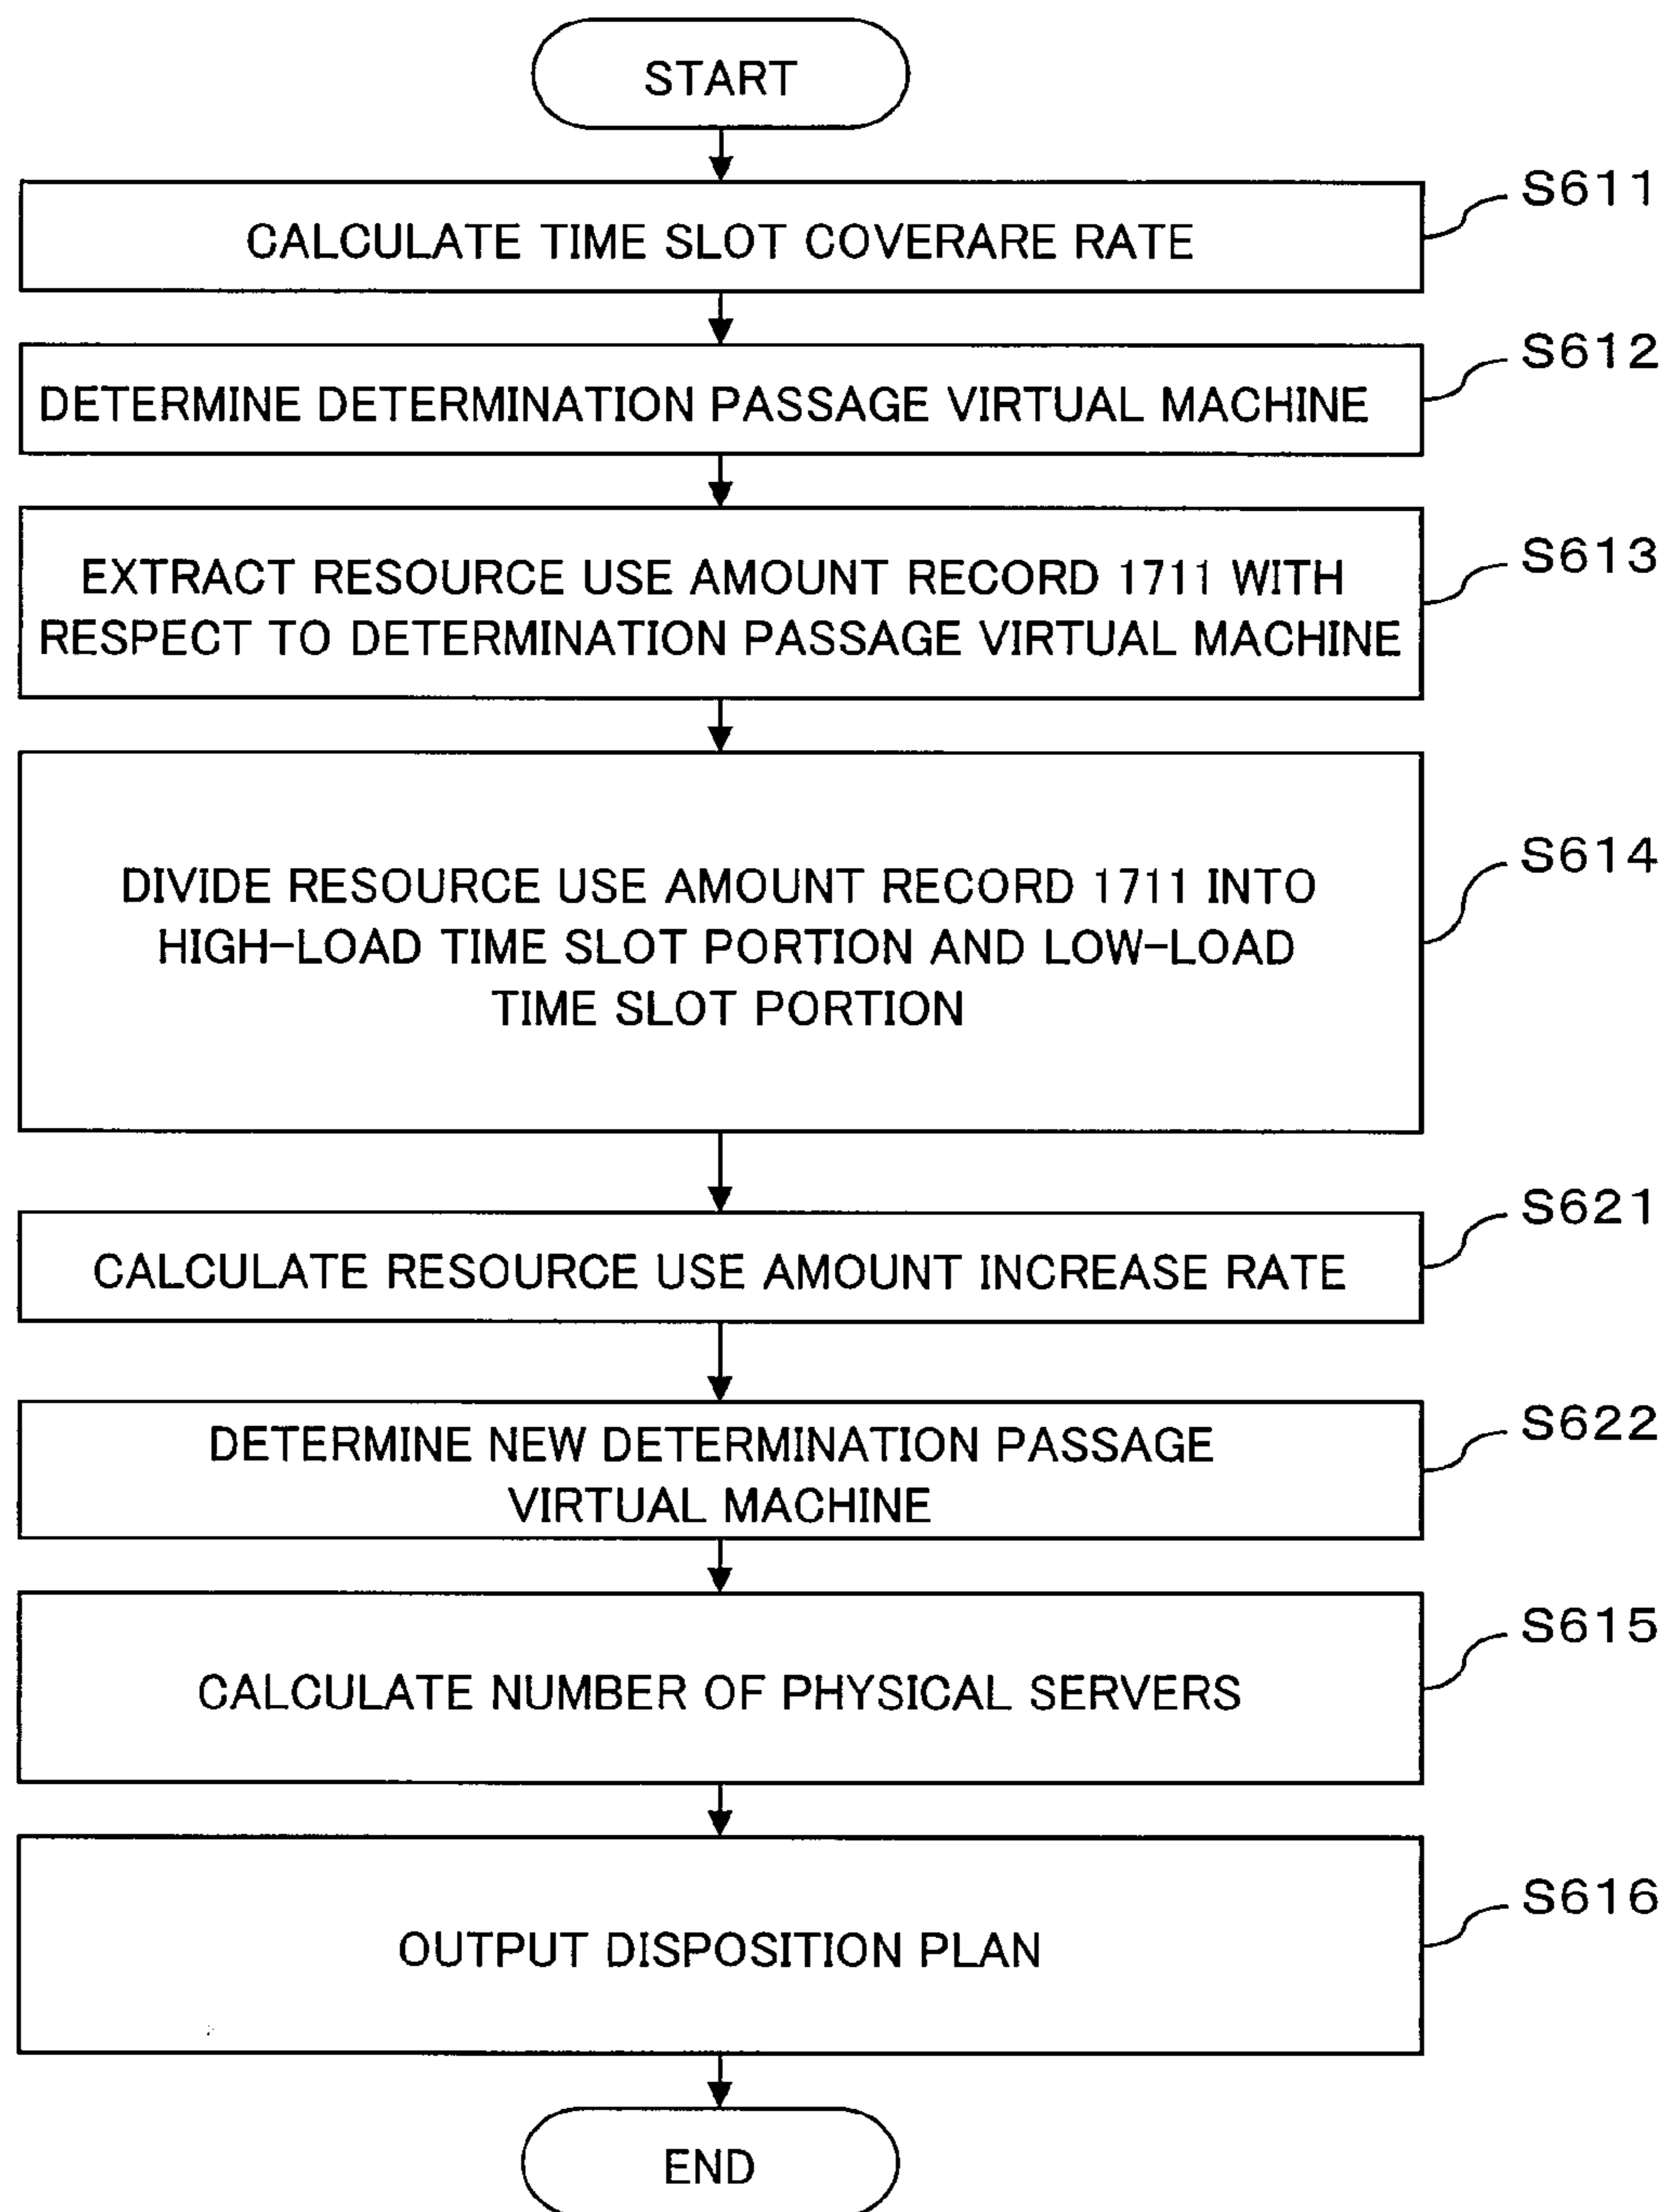 START
S611
CALCULATE TIME SLOT COVERARE RATE
S612
DETERMINE DETERMINATION PASSAGE VIRTUAL MACHINE
S613
EXTRACT RESOURCE USE AMOUNT RECORD 1711 WITH
RESPECT TO DETERMINATION PASSAGE VIRTUAL MACHINE
S614
DIVIDE RESOURCE USE AMOUNT RECORD 1711 INTO
HIGH-LOAD TIME SLOT PORTION AND LOW-LOAD
TIME SLOT PORTION
S621
CALCULATE RESOURCE USE AMOUNT INCREASE RATE
S622
DETERMINE NEW DETERMINATION PASSAGE
VIRTUAL MACHINE
S615
CALCULATE NUMBER OF PHYSICAL SERVERS
S616
OUTPUT DISPOSITION PLAN
END